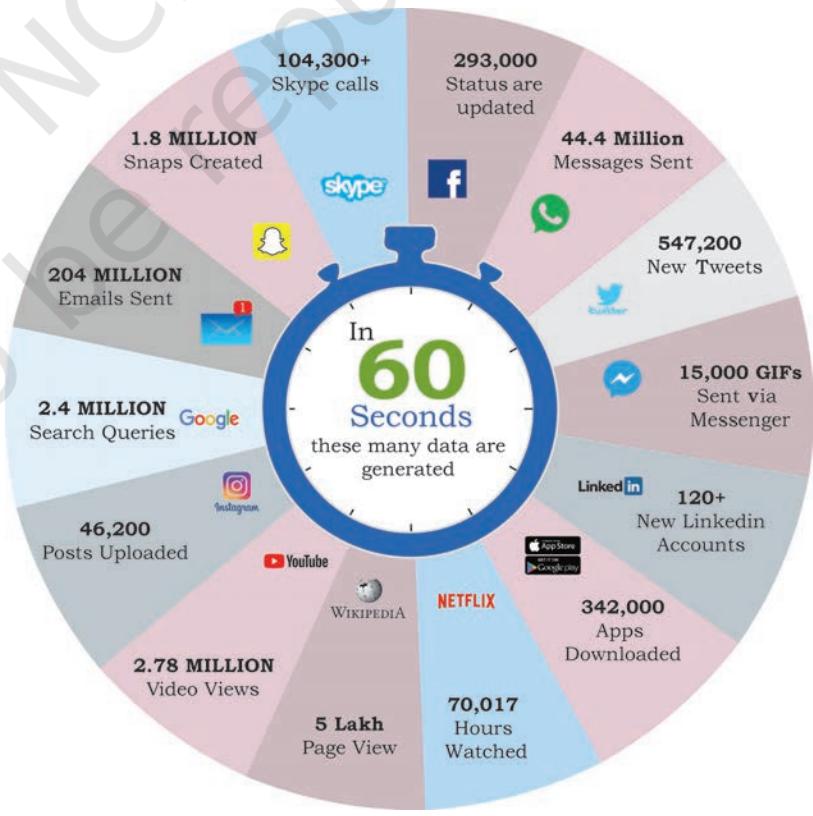 104,300+
Skype calls
skype
293,000
Status are
updated
f
44.4 Million
Messages Sent
547,200
New Tweets
twitter
15,000 GIFs
Sent via
Messenger
Linked in
120+
New Linkedin
Accounts
App Store
Google play
342,000
Apps
Downloaded
NETFLIX
70,017
Hours
Watched
WIKIPEDIA
5 Lakh
Page View
YouTube
2.78 MILLION
Video Views
Instagram
46,200
Posts Uploaded
Google
2.4 MILLION
Search Queries
1
204 MILLION
Emails Sent
1.8 MILLION
Snaps Created
In
60
Seconds
these many data are
generated
be repu